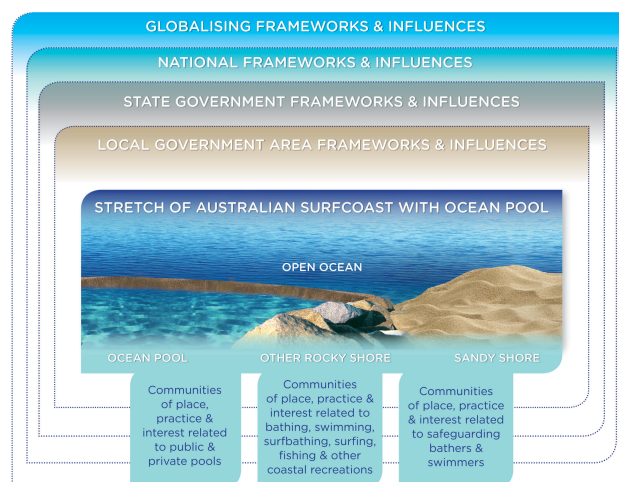 GLOBALISING FRAMEWORKS & INFLUENCES
NATIONAL FRAMEWORKS & INFLUENCES
STATE GOVERNMENT FRAMEWORKS & INFLUENCES
LOCAL GOVERNMENT AREA FRAMEWORKS & INFLUENCES
STRETCH OF AUSTRALIAN SURFCOAST WITH OCEAN POOL
OPEN OCEAN
OCEAN POOL
OTHER ROCKY SHORE
SANDY SHORE
Communities
of place,
practice &
interest related
to public &
private pools
Communities
of place, practice &
interest related to
bathing, swimming,
surfbathing, surfing,
fishing & other
coastal recreations
Communities
of place, practice
& interest related
to safeguarding
bathers &
swimmers